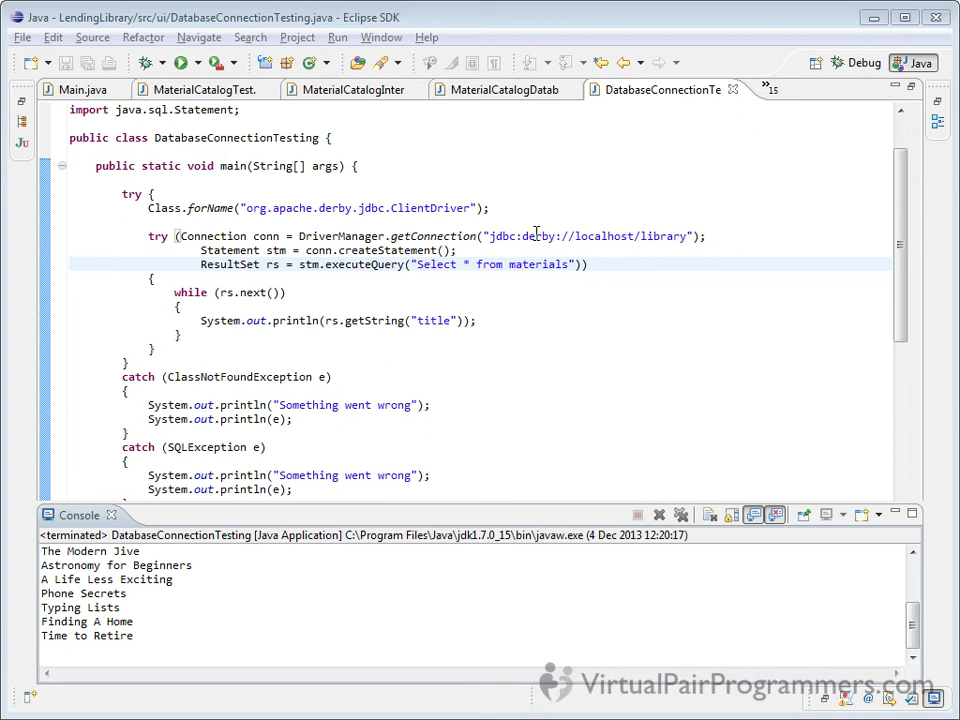 Java - LendingLibrary/src/ui/DatabaseConnectionTesting.java - Eclipse SDK
File Edit Source Refactor Navigate Search Project Run Window Help
Debug Java
Main.java MaterialCatalogTest. MaterialCatalogInter MaterialCatalogDatab DatabaseConnectionTe »15
import java.sql.Statement;
public class DatabaseConnectionTesting {
public static void main(String[] args) {
try {
Class.forName("org.apache.derby.jdbc.ClientDriver");
try (Connection conn = DriverManager.getConnection("jdbc:derby://localhost/library");
Statement stm = conn.createStatement();
ResultSet rs = stm.executeQuery("Select * from materials"))
{
while (rs.next())
{
System.out.println(rs.getString("title"));
}
}
}
catch (ClassNotFoundException e)
{
System.out.println("Something went wrong");
System.out.println(e);
}
catch (SQLException e)
{
System.out.println("Something went wrong");
System.out.println(e);
Console
<terminated> DatabaseConnectionTesting [Java Application] C:\Program Files\Java\jdk1.7.0_15\bin\javaw.exe (4 Dec 2013 12:20:17)
The Modern Jive
Astronomy for Beginners
A Life Less Exciting
Phone Secrets
Typing Lists
Finding A Home
Time to Retire
VirtualPairProgrammers.com